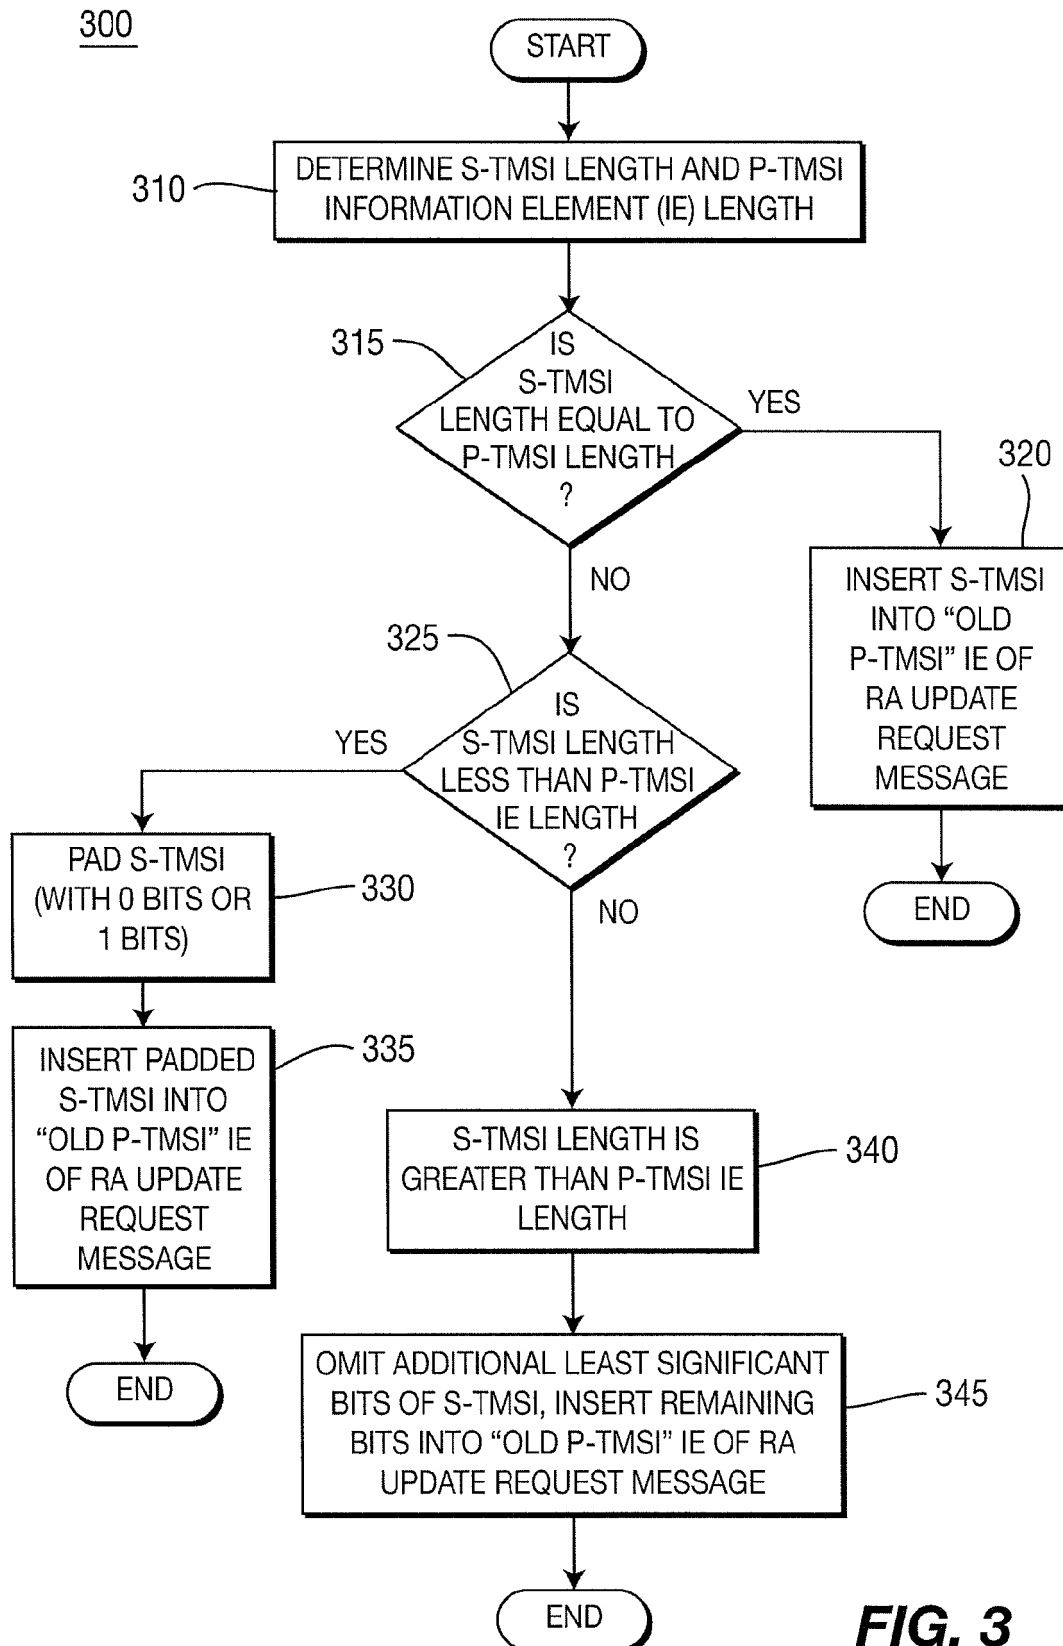 300
START
310
DETERMINE S-TMSI LENGTH AND P-TMSI
INFORMATION ELEMENT (IE) LENGTH
315
IS
S-TMSI
LENGTH EQUAL TO
P-TMSI LENGTH
?
YES
320
INSERT S-TMSI
INTO “OLD
P-TMSI” IE OF
RA UPDATE
REQUEST
MESSAGE
END
NO
325
IS
S-TMSI LENGTH
LESS THAN P-TMSI
IE LENGTH
?
YES
330
PAD S-TMSI
(WITH 0 BITS OR
1 BITS)
335
INSERT PADDED
S-TMSI INTO
“OLD P-TMSI” IE
OF RA UPDATE
REQUEST
MESSAGE
END
NO
340
S-TMSI LENGTH IS
GREATER THAN P-TMSI IE
LENGTH
345
OMIT ADDITIONAL LEAST SIGNIFICANT
BITS OF S-TMSI, INSERT REMAINING
BITS INTO “OLD P-TMSI” IE OF RA
UPDATE REQUEST MESSAGE
END
FIG. 3